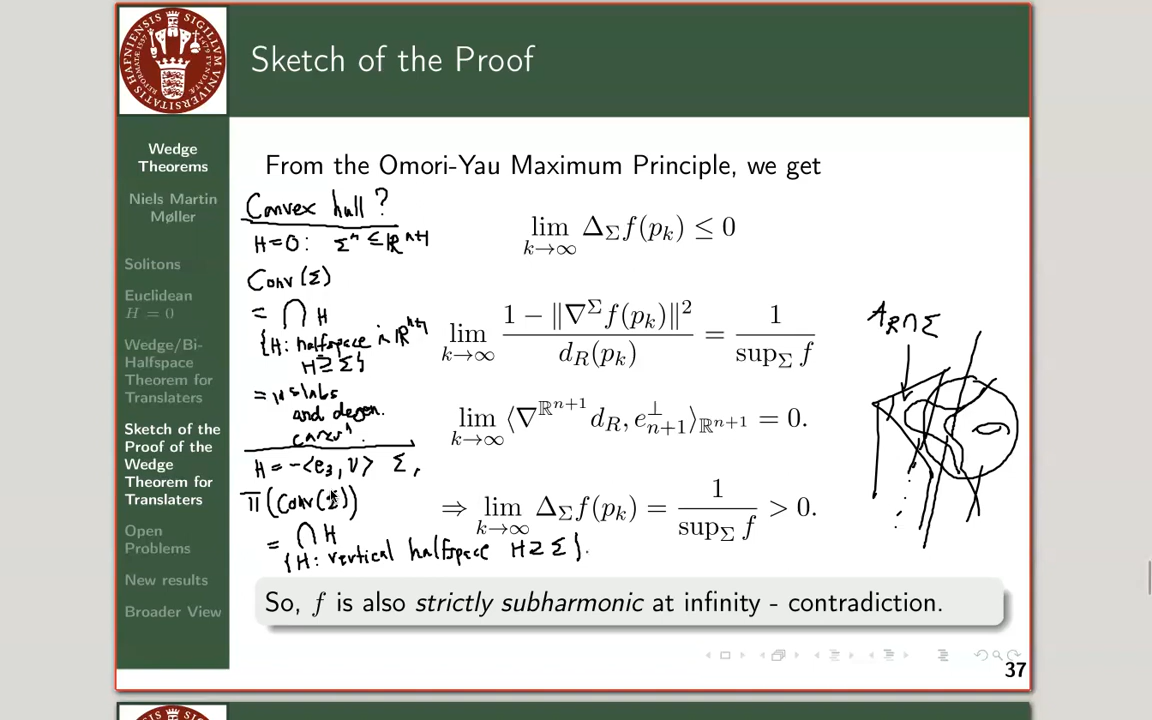 Sketch of the Proof
Wedge
Theorems
Niels Martin
Møller
Solitons
Euclidean
H = 0
Wedge/Bi-
Halfspace
Theorem for
Translaters
Sketch of the
Proof of the
Wedge
Theorem for
Translaters
Open
Problems
New results
Broader View
From the Omori-Yau Maximum Principle, we get
lim_{k→∞} Δ_Σ f(p_k) ≤ 0
lim_{k→∞} (1 − ‖∇^Σ f(p_k)‖²) / d_R(p_k) = 1 / sup_Σ f
lim_{k→∞} ⟨∇^{ℝ^{n+1}} d_R, e^⊥_{n+1}⟩_{ℝ^{n+1}} = 0.
⇒ lim_{k→∞} Δ_Σ f(p_k) = 1 / sup_Σ f > 0.
So, f is also strictly subharmonic at infinity - contradiction.
37
Convex hull?
H=0: Σ^n ⊆ ℝ^{n+1}
Conv(Σ)
= ⋂ H
{H: halfspace in ℝ^{n+1}
H ⊇ Σ}
= slabs
and degen.
H = -⟨e_3, ν⟩ Σ,
π(Conv(Σ))
= ⋂ H
{H: vertical halfspace H ⊇ Σ}.
A_R ∩ Σ